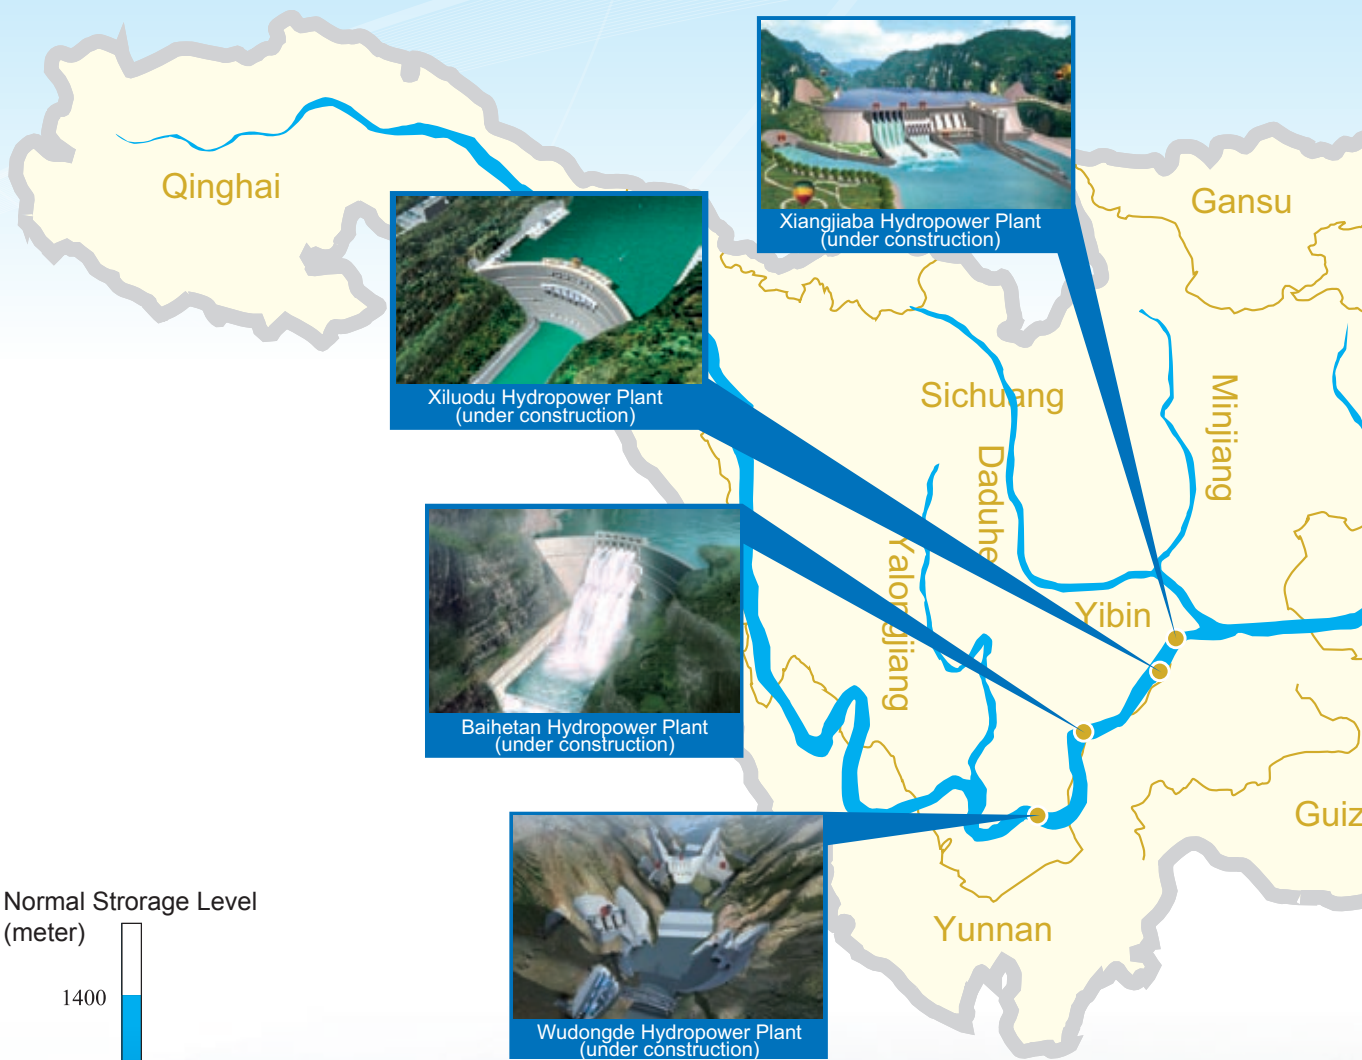 Qinghai
Xiangjiaba Hydropower Plant
(under construction)
Gansu
Xiluodu Hydropower Plant
(under construction)
Sichuang
Minjiang
Daduhe
Yalongjiang
Yibin
Baihetan Hydropower Plant
(under construction)
Guiz
Yunnan
Wudongde Hydropower Plant
(under construction)
Normal Strorage Level
(meter)
1400